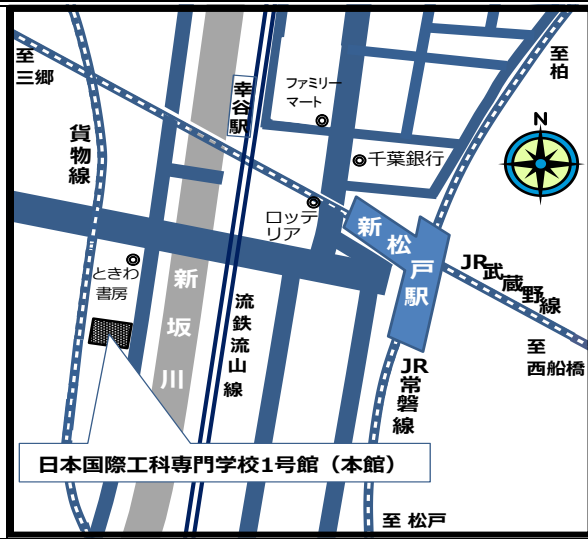 至
三郷
貨物線
幸谷駅
ファミリー
マート
至
柏
N
千葉銀行
ロッテ
リア
新松戸駅
JR武蔵野線
至
西船橋
ときわ
書房
新坂川
流鉄流山線
JR常磐線
日本国際工科専門学校1号館（本館）
至 松戸